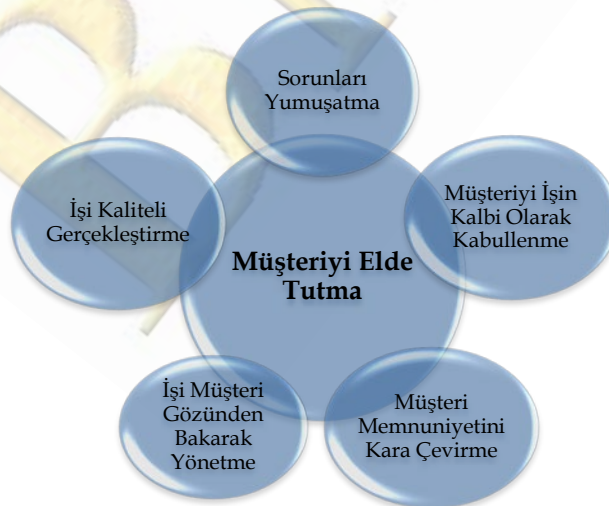 Sorunları
Yumuşatma
Müşteriyi İşin
Kalbi Olarak
Kabullenme
İşi Kaliteli
Gerçekleştirme
Müşteriyi Elde
Tutma
İşi Müşteri
Gözünden
Bakarak
Yönetme
Müşteri
Memnuniyetini
Kara Çevirme